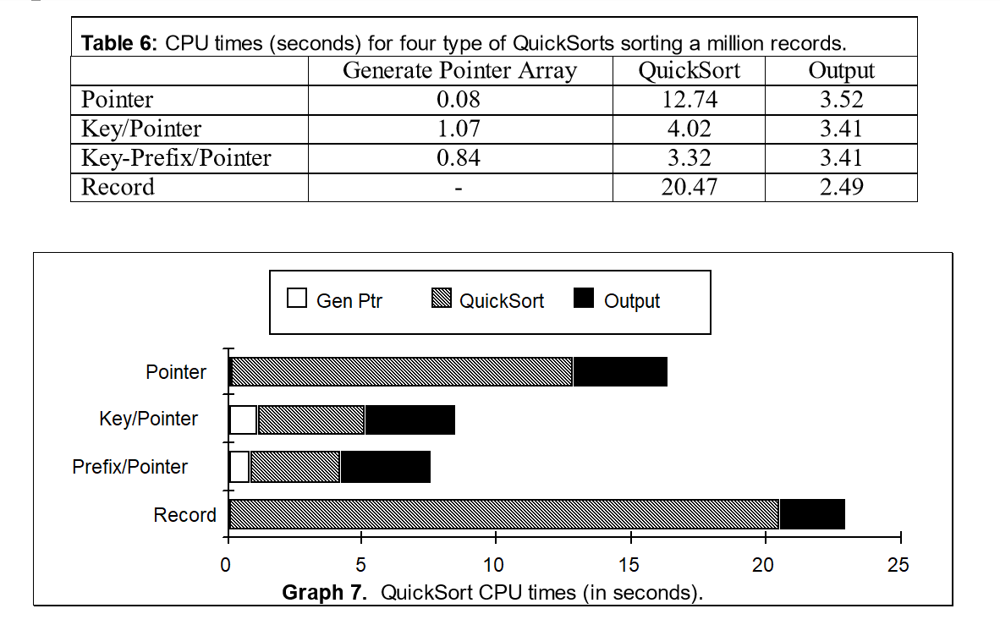 Table 6: CPU times (seconds) for four type of QuickSorts sorting a million records.
Generate Pointer Array QuickSort Output
Pointer 0.08 12.74 3.52
Key/Pointer 1.07 4.02 3.41
Key-Prefix/Pointer 0.84 3.32 3.41
Record - 20.47 2.49
Gen Ptr QuickSort Output
Pointer
Key/Pointer
Prefix/Pointer
Record
0 5 10 15 20 25
Graph 7. QuickSort CPU times (in seconds).